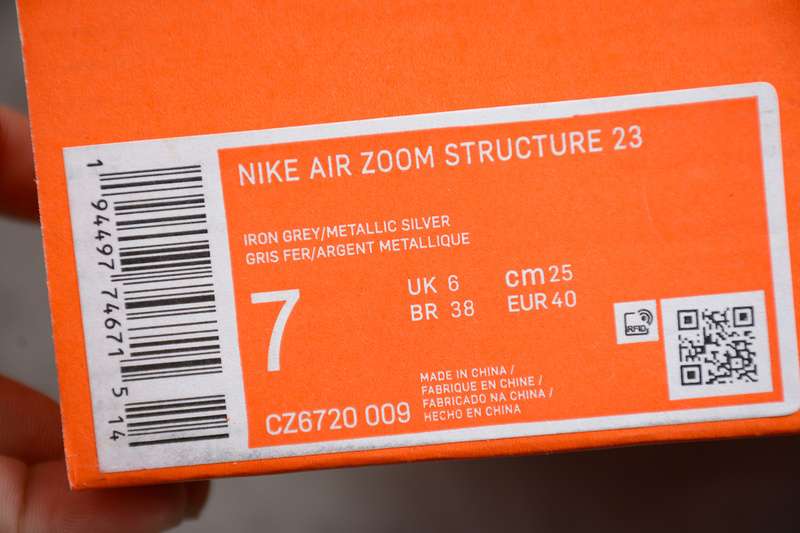 NIKE AIR ZOOM STRUCTURE 23
IRON GREY/METALLIC SILVER
GRIS FER/ARGENT METALLIQUE
7
UK 6
BR 38
cm 25
EUR 40
RFID
CZ6720 009
MADE IN CHINA /
FABRIQUE EN CHINE /
FABRICADO NA CHINA /
HECHO EN CHINA
1 94497 74671 5 14